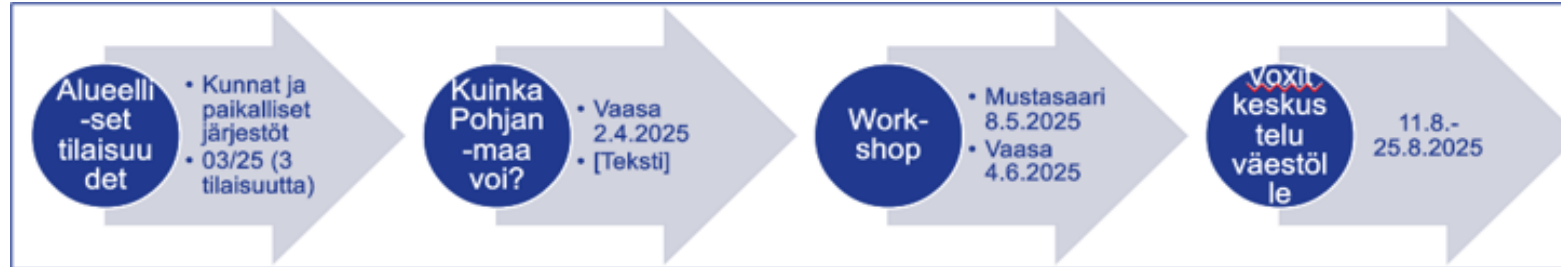 Alueelli
-set
tilaisuu
det
• Kunnat ja
paikalliset
järjestöt
• 03/25 (3
tilaisuutta)
Kuinka
Pohjan
-maa
voi?
• Vaasa
2.4.2025
• [Teksti]
Work-
shop
• Mustasaari
8.5.2025
• Vaasa
4.6.2025
Voxit
keskus
telu
väestöl
le
11.8.-
25.8.2025